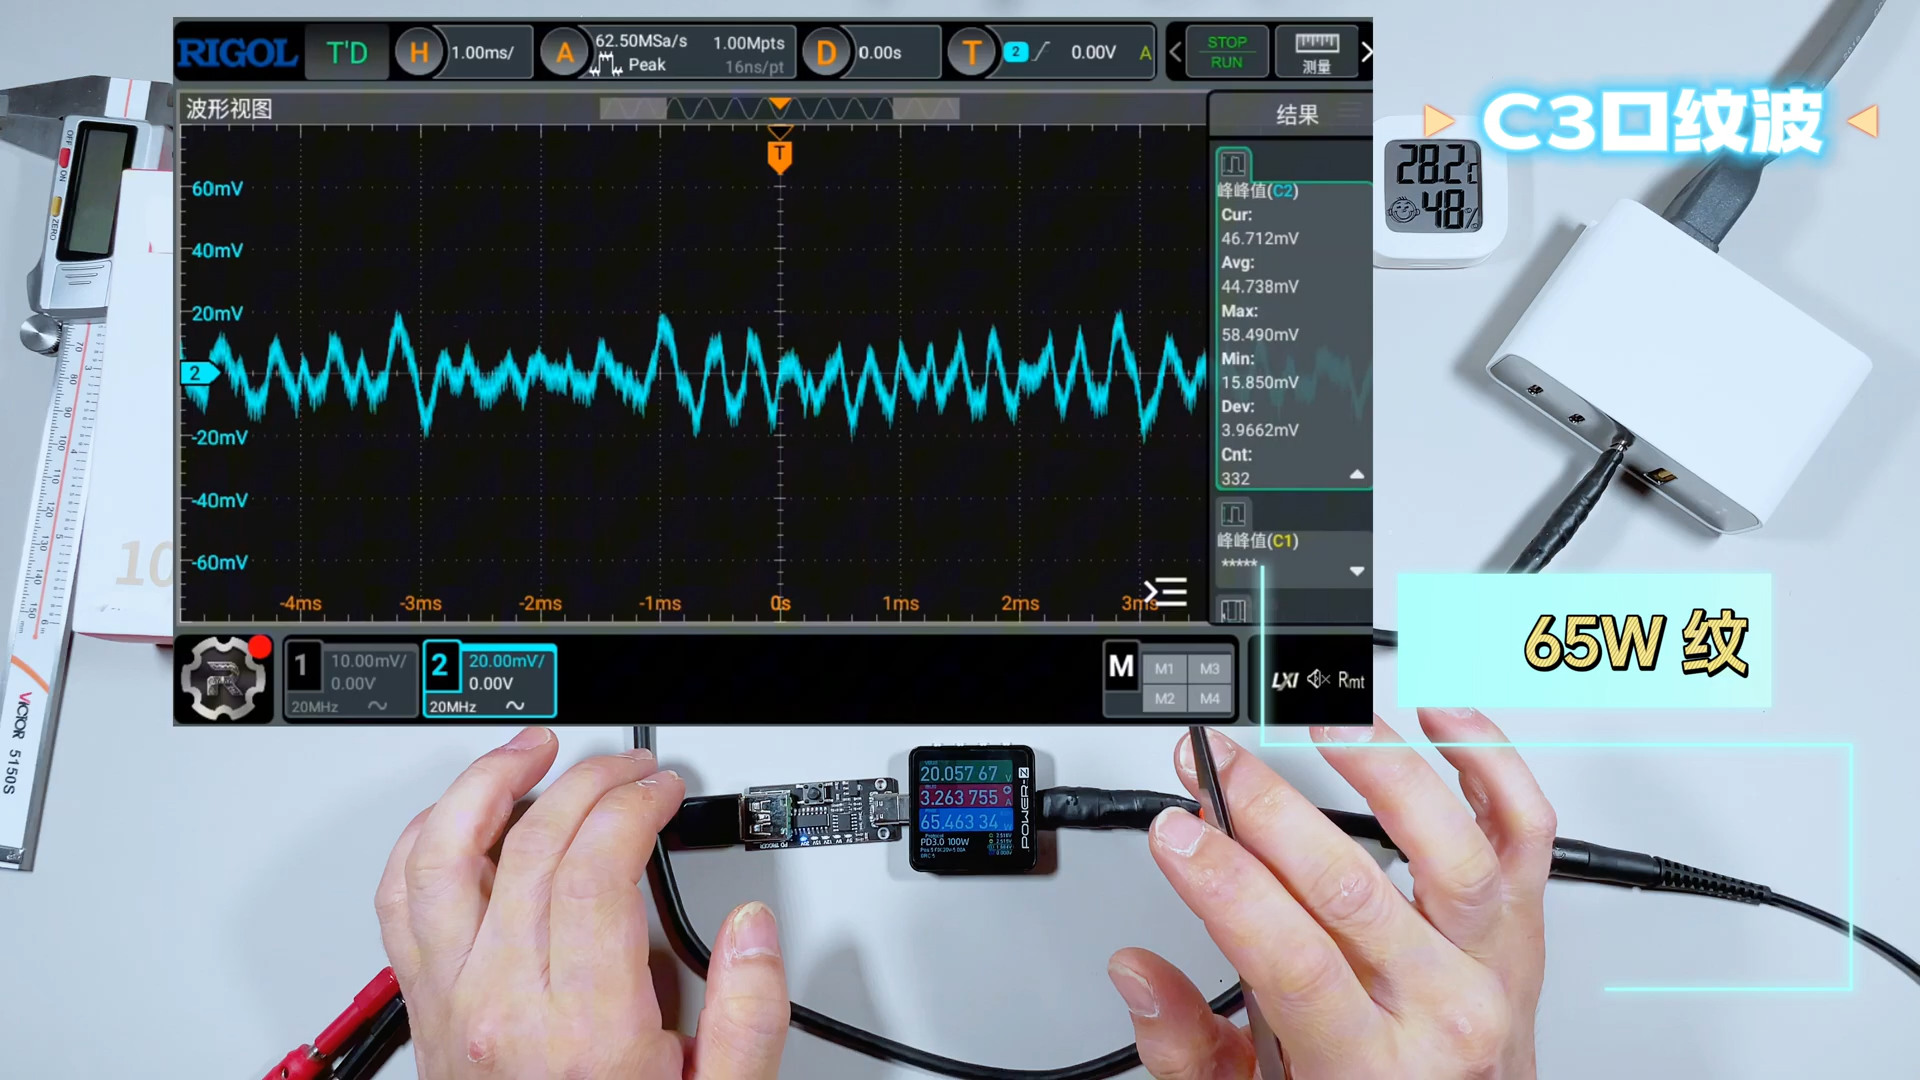 RIGOL T'D H 1.00ms/ A 62.50MSa/s 1.00Mpts Peak 16ns/pt D 0.00s T 2 0.00V A STOP RUN 测量
波形视图
结果
C3口纹波
28.2℃
48%
60mV
40mV
20mV
2
-20mV
-40mV
-60mV
T
-4ms -3ms -2ms -1ms 0s 1ms 2ms 3ms
峰峰值(C2)
Cur:
46.712mV
Avg:
44.738mV
Max:
58.490mV
Min:
15.850mV
Dev:
3.9662mV
Cnt:
332
峰峰值(C1)
*****
65W 纹
1 10.00mV/ 0.00V 20MHz
2 20.00mV/ 0.00V 20MHz
M M1 M3 M2 M4
LXI Rmt
OFF ON
ZERO
VICTOR 5150S
10
20.057 67 V
3.263 755 A
65.463 34 W
PD3.0 100W
POWER-Z